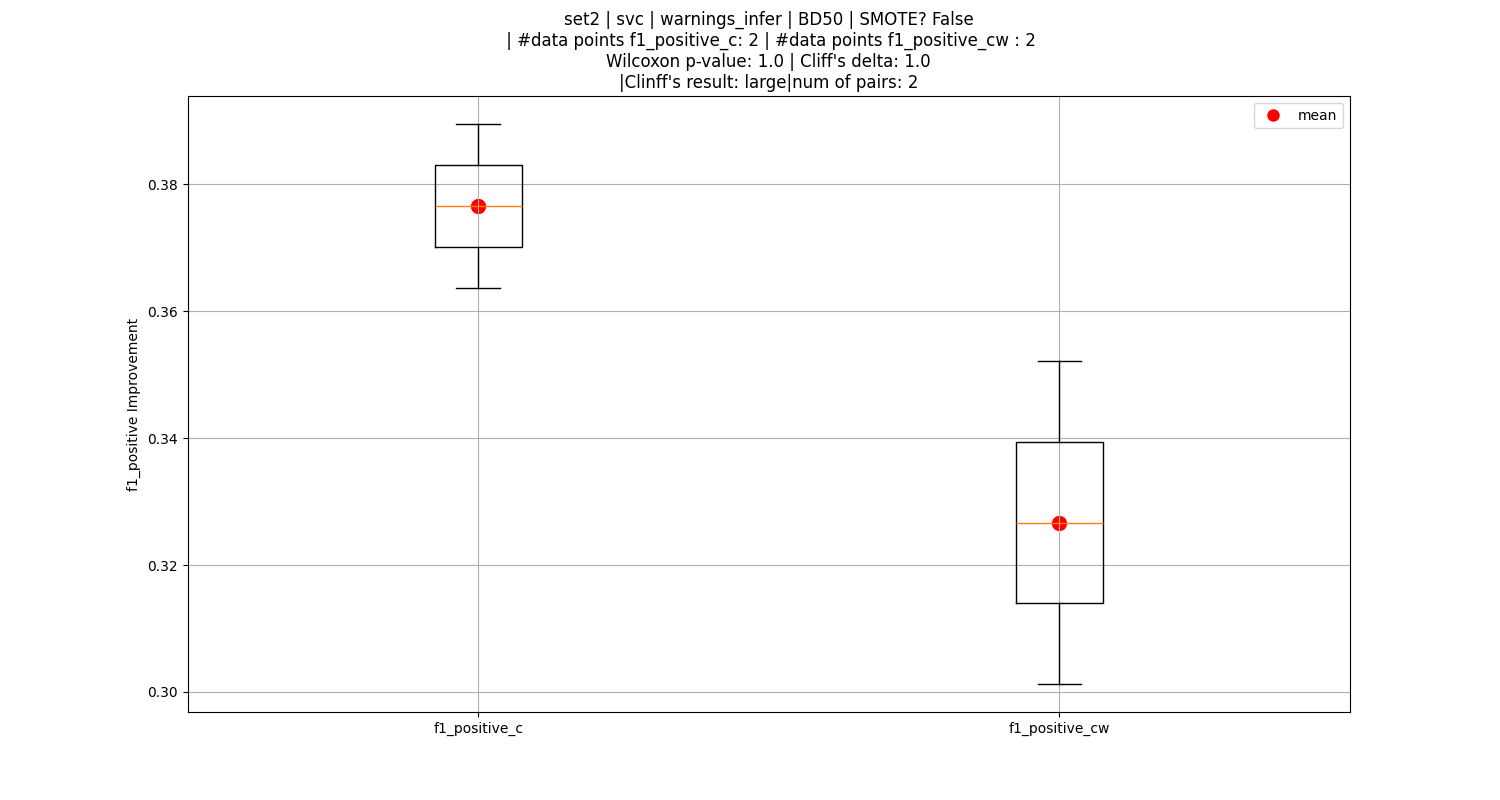 set2 | svc | warnings_infer | BD50 | SMOTE? False
| #data points f1_positive_c: 2 | #data points f1_positive_cw : 2
Wilcoxon p-value: 1.0 | Cliff's delta: 1.0
|Clinff's result: large|num of pairs: 2
mean
0.38
0.36
0.34
0.32
0.30
f1_positive Improvement
f1_positive_c
f1_positive_cw